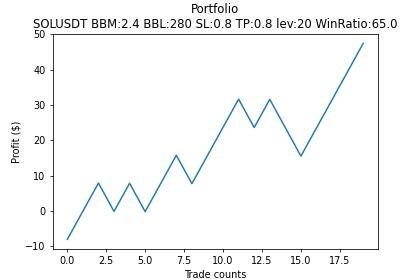 Portfolio
SOLUSDT BBM:2.4 BBL:280 SL:0.8 TP:0.8 lev:20 WinRatio:65.0
50
40
30
20
10
0
−10
Profit ($)
0.0 2.5 5.0 7.5 10.0 12.5 15.0 17.5
Trade counts